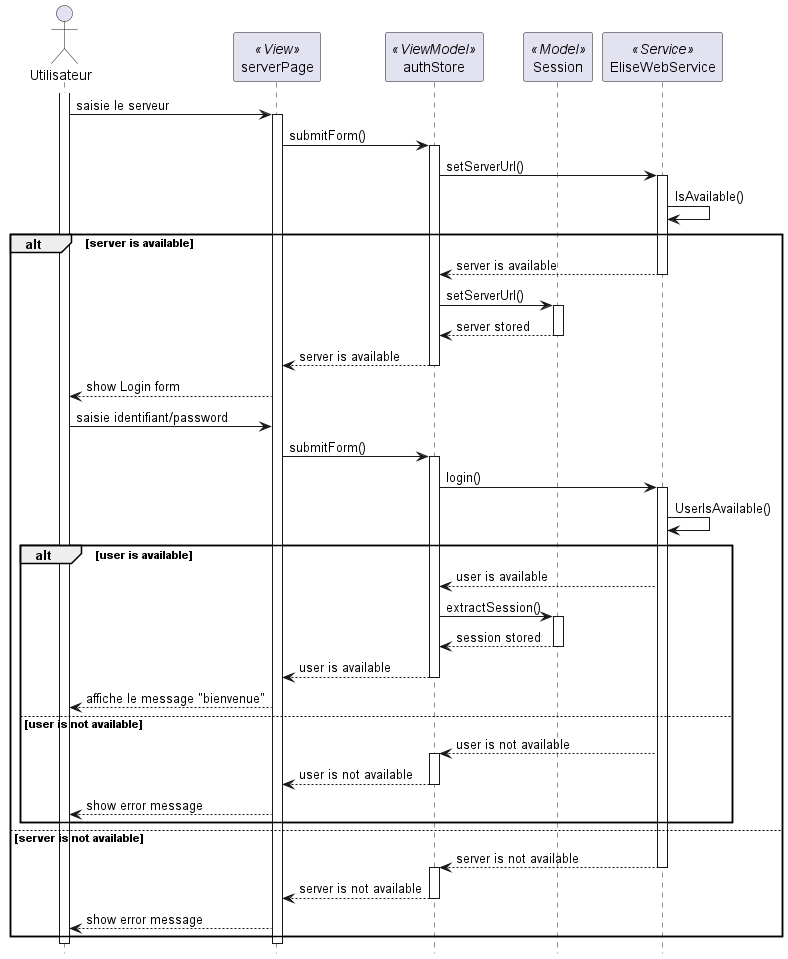 Utilisateur
«View»
serverPage
«ViewModel»
authStore
«Model»
Session
«Service»
EliseWebService
saisie le serveur
submitForm()
setServerUrl()
IsAvailable()
alt [server is available]
server is available
setServerUrl()
server stored
server is available
show Login form
saisie identifiant/password
submitForm()
login()
UserIsAvailable()
alt [user is available]
user is available
extractSession()
session stored
user is available
affiche le message "bienvenue"
[user is not available]
user is not available
user is not available
show error message
[server is not available]
server is not available
server is not available
show error message